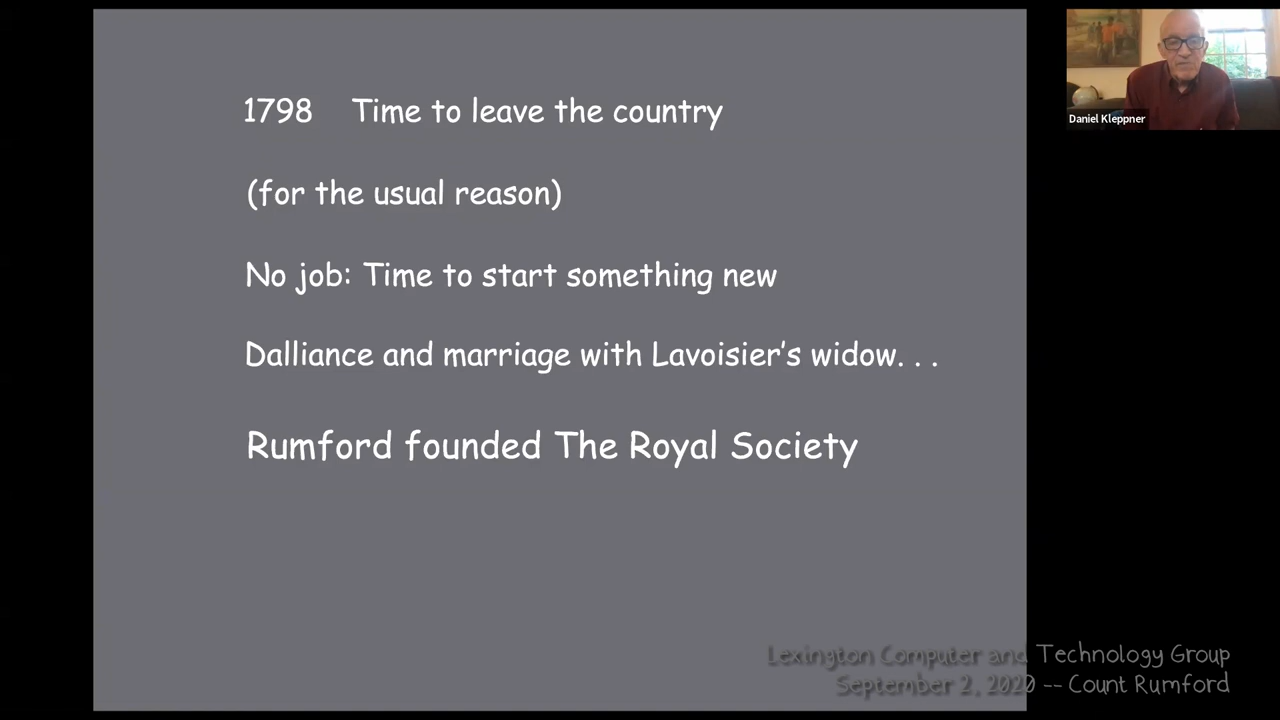 1798 Time to leave the country
(for the usual reason)
No job: Time to start something new
Dalliance and marriage with Lavoisier's widow. . .
Rumford founded The Royal Society
Daniel Kleppner
Lexington Computer and Technology Group
September 2, 2020 -- Count Rumford